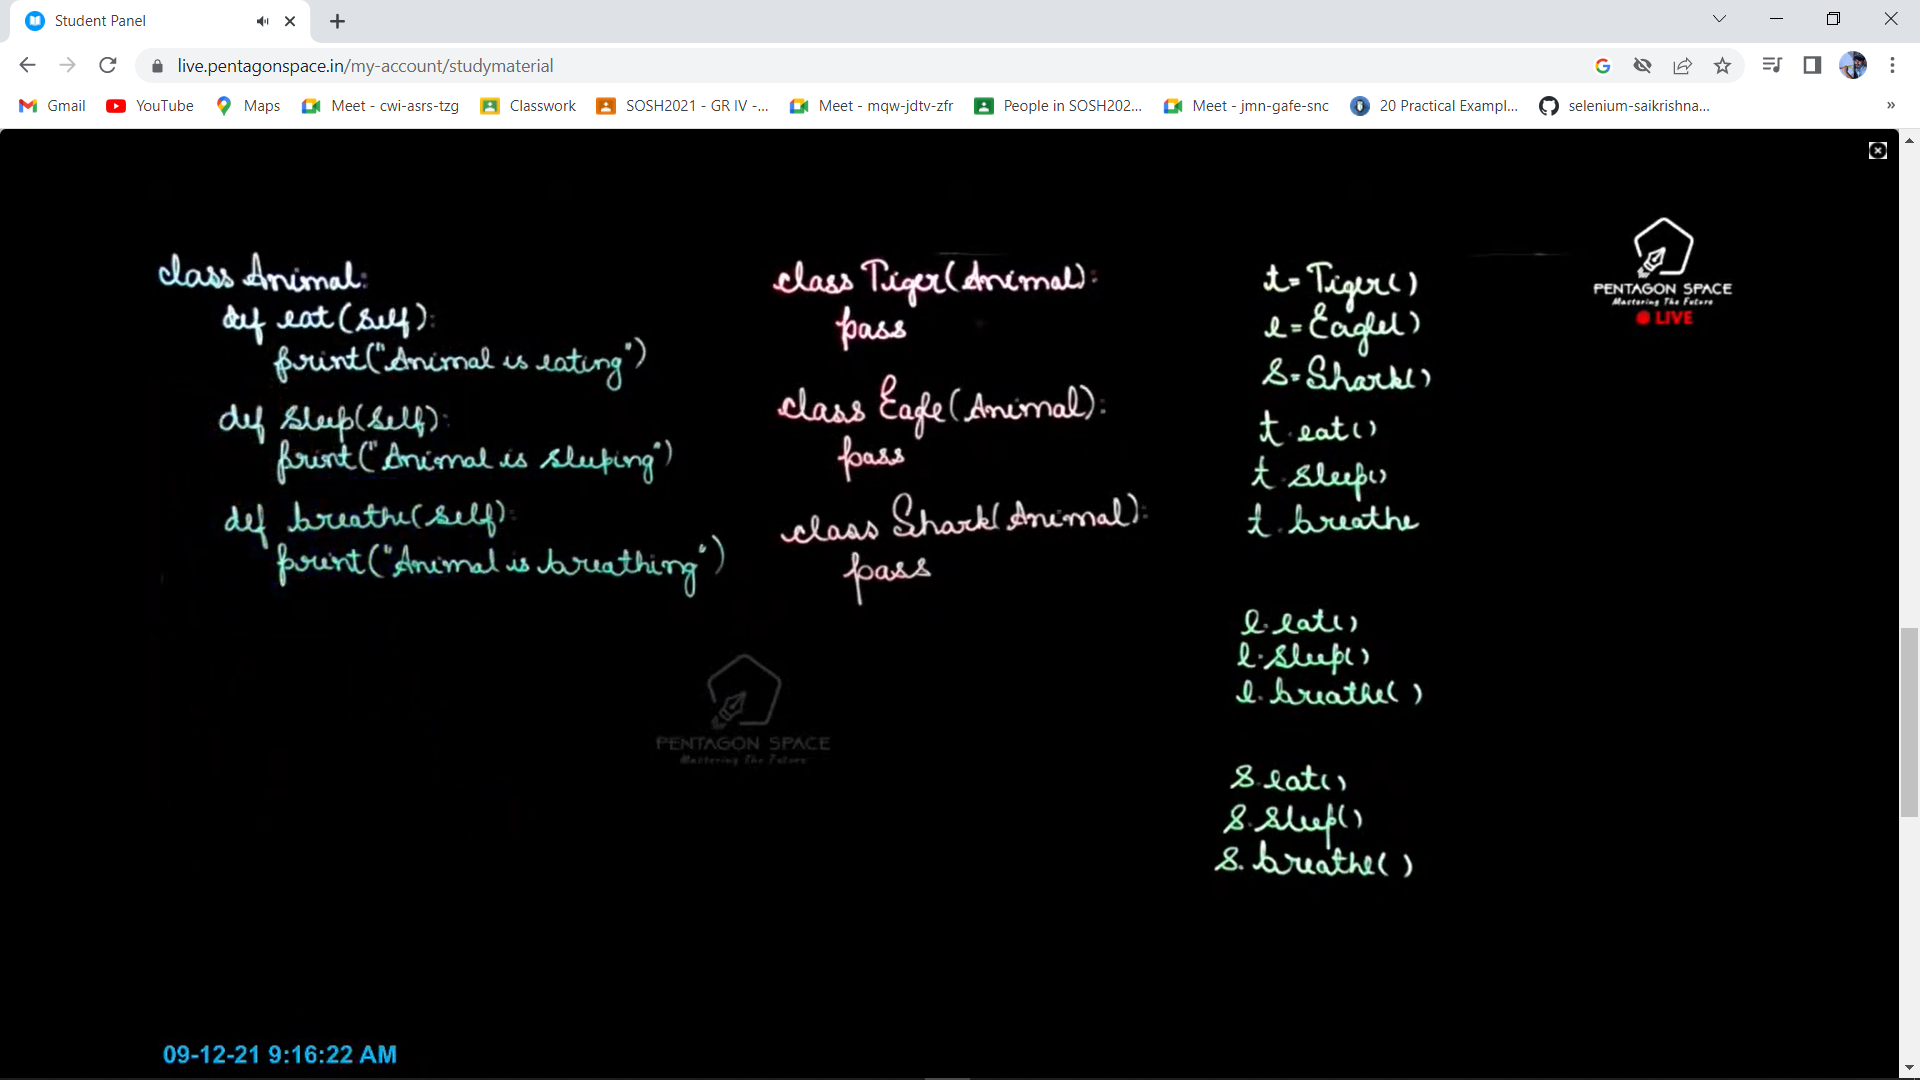 Student Panel
live.pentagonspace.in/my-account/studymaterial
Gmail YouTube Maps Meet - cwi-asrs-tzg Classwork SOSH2021 - GR IV -... Meet - mqw-jdtv-zfr People in SOSH202... Meet - jmn-gafe-snc 20 Practical Exampl... selenium-saikrishna... »
class Animal:
def eat(self):
print("Animal is eating")
def sleep(self):
print("Animal is sleeping")
def breathe(self):
print("Animal is breathing")
class Tiger(Animal):
pass
class Eagle(Animal):
pass
class Shark(Animal):
pass
t=Tiger()
e=Eagle()
s=Shark()
t.eat()
t.sleep()
t.breathe
e.eat()
e.sleep()
e.breathe()
s.eat()
s.sleep()
s.breathe()
PENTAGON SPACE
Mastering The Future
LIVE
PENTAGON SPACE
Mastering The Future
09-12-21 9:16:22 AM